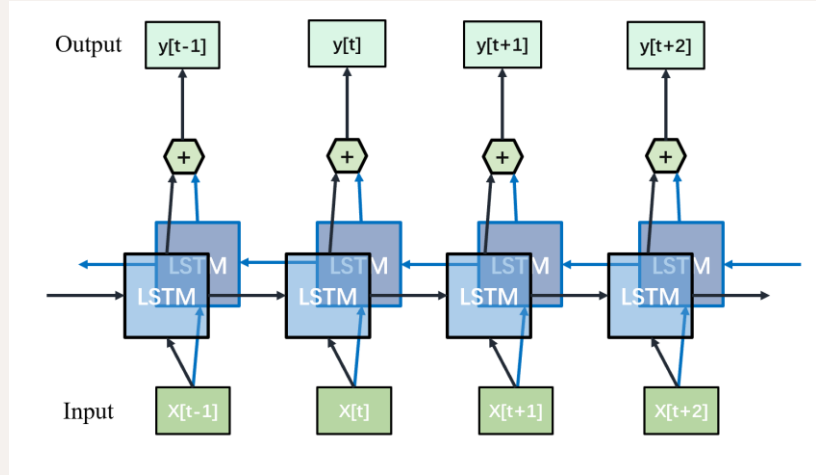 Output y[t-1] y[t] y[t+1] y[t+2]
+ + + +
LSTM LSTM LSTM LSTM
LSTM LSTM LSTM LSTM
Input X[t-1] X[t] X[t+1] X[t+2]